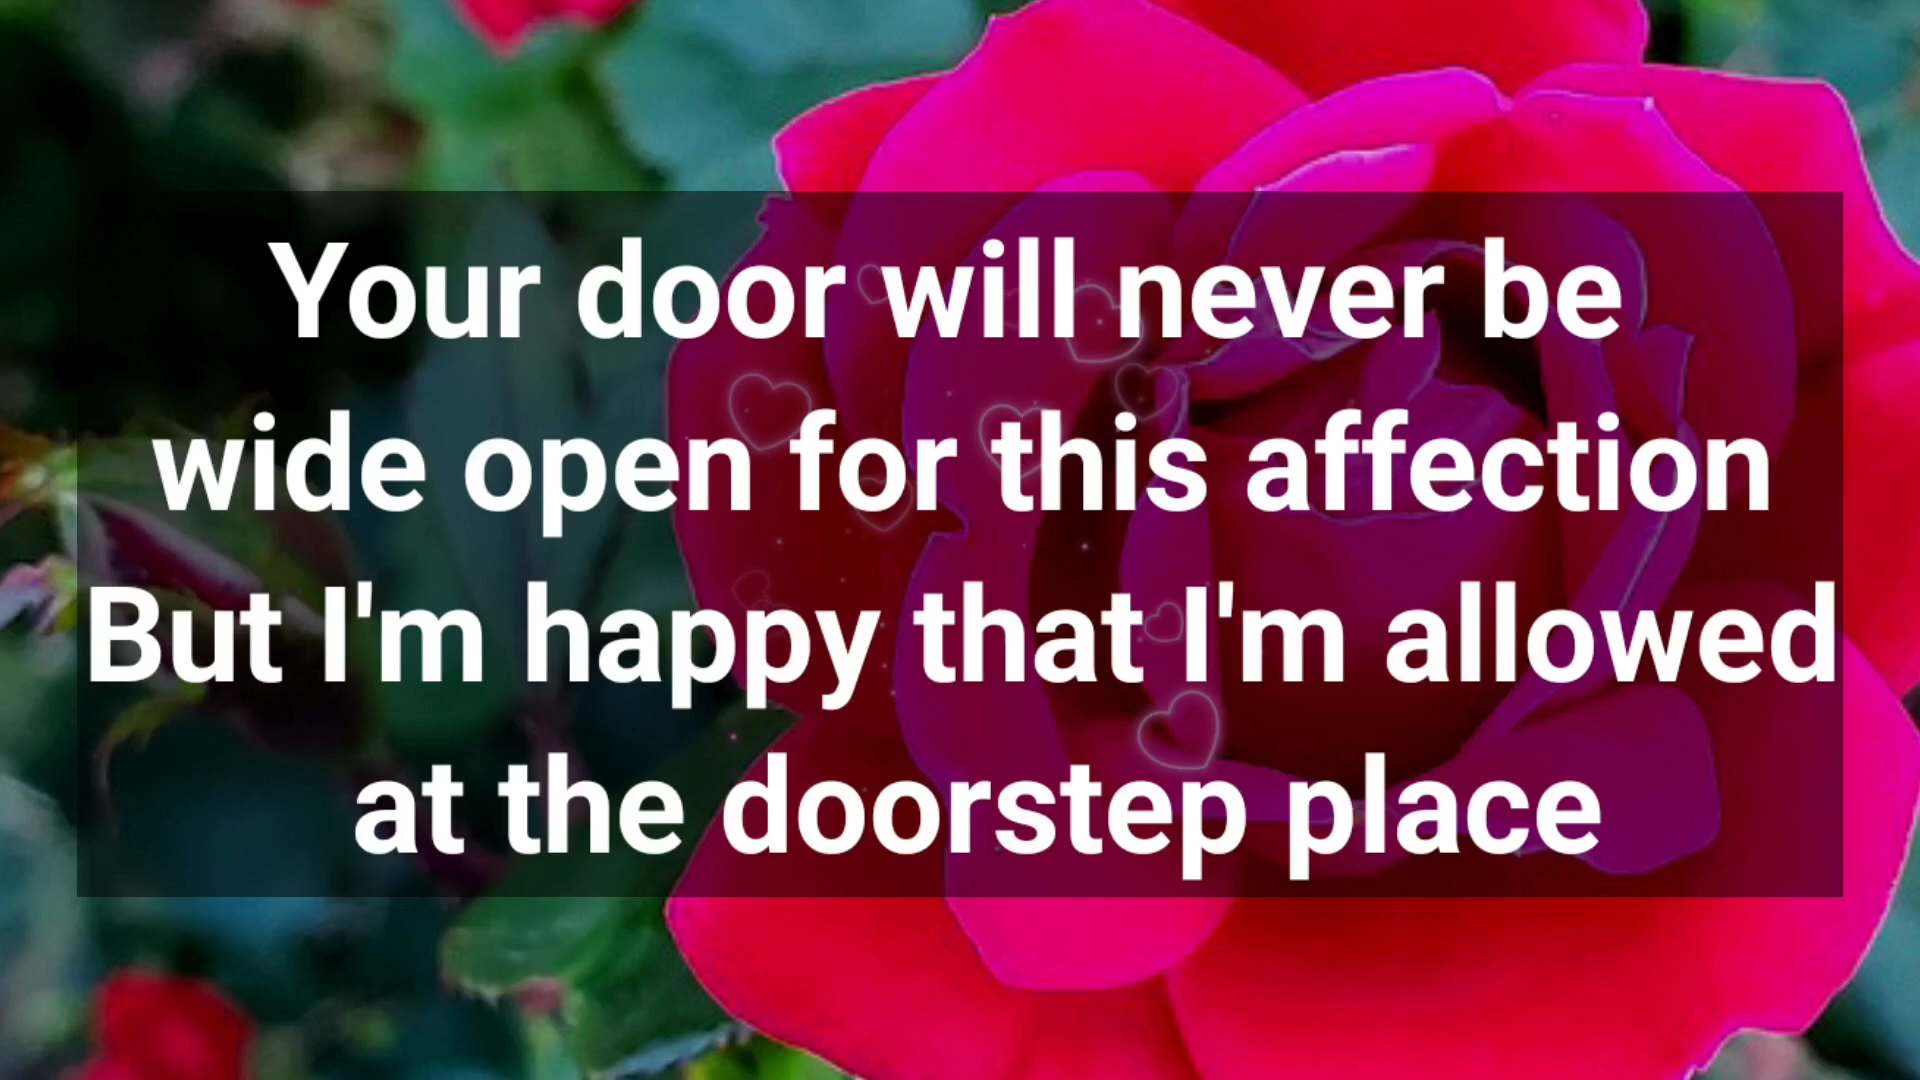 Your door will never be
wide open for this affection
But I'm happy that I'm allowed
at the doorstep place